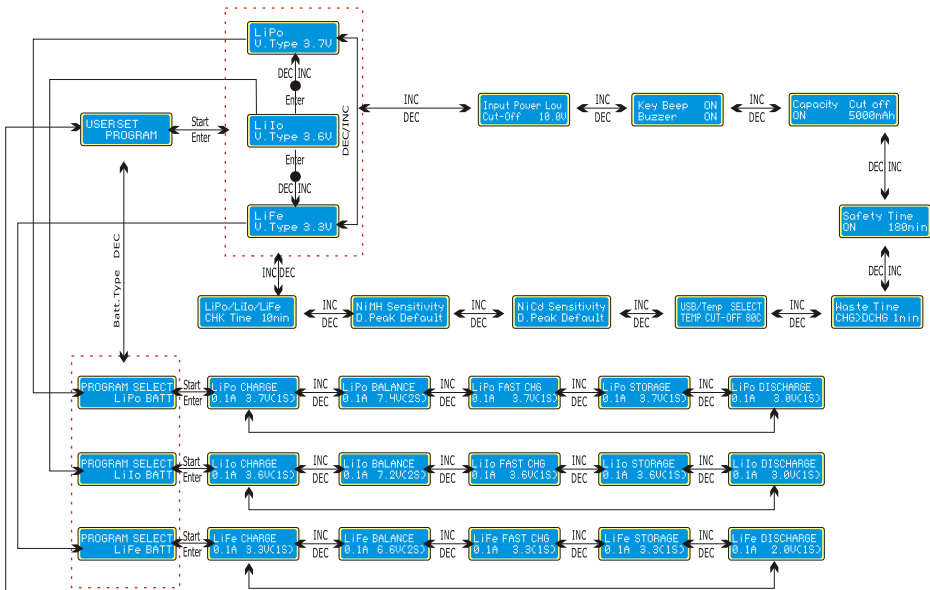 LiPo
V.Type 3.7V
DEC INC
Enter
USERSET
PROGRAM
Start
Enter
LiIo
V.Type 3.6V
Enter
DEC INC
LiFe
V.Type 3.3V
DEC/INC
INC
DEC
Input Power Low
Cut-Off 10.0V
INC
DEC
Key Beep ON
Buzzer ON
INC
DEC
Capacity Cut off
ON 5000mAh
DEC INC
Safety Time
ON 180min
DEC INC
Waste Time
CHG>DCHG 1min
INC
DEC
USB/Temp SELECT
TEMP CUT-OFF 80C
INC
DEC
NiCd Sensitivity
D.Peak Default
INC
DEC
NiMH Sensitivity
D.Peak Default
INC
DEC
LiPo/LiIo/LiFe
CHK Time 10min
INC DEC
Batt.Type DEC
PROGRAM SELECT
LiPo BATT
Start
Enter
LiPo CHARGE
0.1A 3.7V(1S)
INC
DEC
LiPo BALANCE
0.1A 7.4V(2S)
INC
DEC
LiPo FAST CHG
0.1A 3.7V(1S)
INC
DEC
LiPo STORAGE
0.1A 3.7V(1S)
INC
DEC
LiPo DISCHARGE
0.1A 3.0V(1S)
PROGRAM SELECT
LiIo BATT
Start
Enter
LiIo CHARGE
0.1A 3.6V(1S)
INC
DEC
LiIo BALANCE
0.1A 7.2V(2S)
INC
DEC
LiIo FAST CHG
0.1A 3.6V(1S)
INC
DEC
LiIo STORAGE
0.1A 3.6V(1S)
INC
DEC
LiIo DISCHARGE
0.1A 3.0V(1S)
PROGRAM SELECT
LiFe BATT
Start
Enter
LiFe CHARGE
0.1A 3.3V(1S)
INC
DEC
LiFe BALANCE
0.1A 6.6V(2S)
INC
DEC
LiFe FAST CHG
0.1A 3.3(1S)
INC
DEC
LiFe STORAGE
0.1A 3.3(1S)
INC
DEC
LiFe DISCHARGE
0.1A 2.0V(1S)